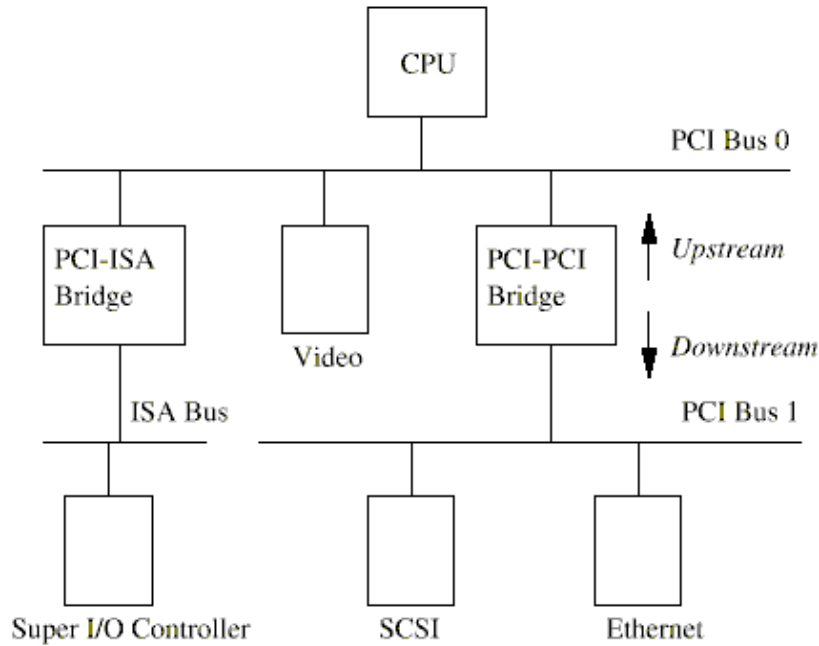 CPU
PCI Bus 0
PCI-ISA
Bridge
PCI-PCI
Bridge
Upstream
Video
Downstream
ISA Bus
PCI Bus 1
Super I/O Controller
SCSI
Ethernet